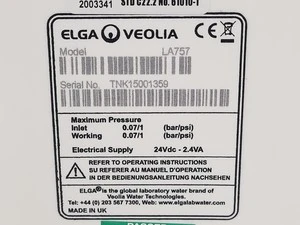 2003341 STD C22.2 No. 61010-1
ELGA VEOLIA
Model LA757
Serial No. TNK15001359
Maximum Pressure
Inlet 0.07/1 (bar/psi)
Working 0.07/1 (bar/psi)
Electrical Supply 24Vdc - 2.4VA
REFER TO OPERATING INSTRUCTIONS
SU REFERER AU MANUEL D'OPERATION
IN DER BEDIENUNGSANLEITUNG NACHSEHEN
ELGA® is the global laboratory water brand of
Veolia Water Technologies.
Tel: +44 (0) 203 567 7300, Web: www.elgalabwater.com
MADE IN UK